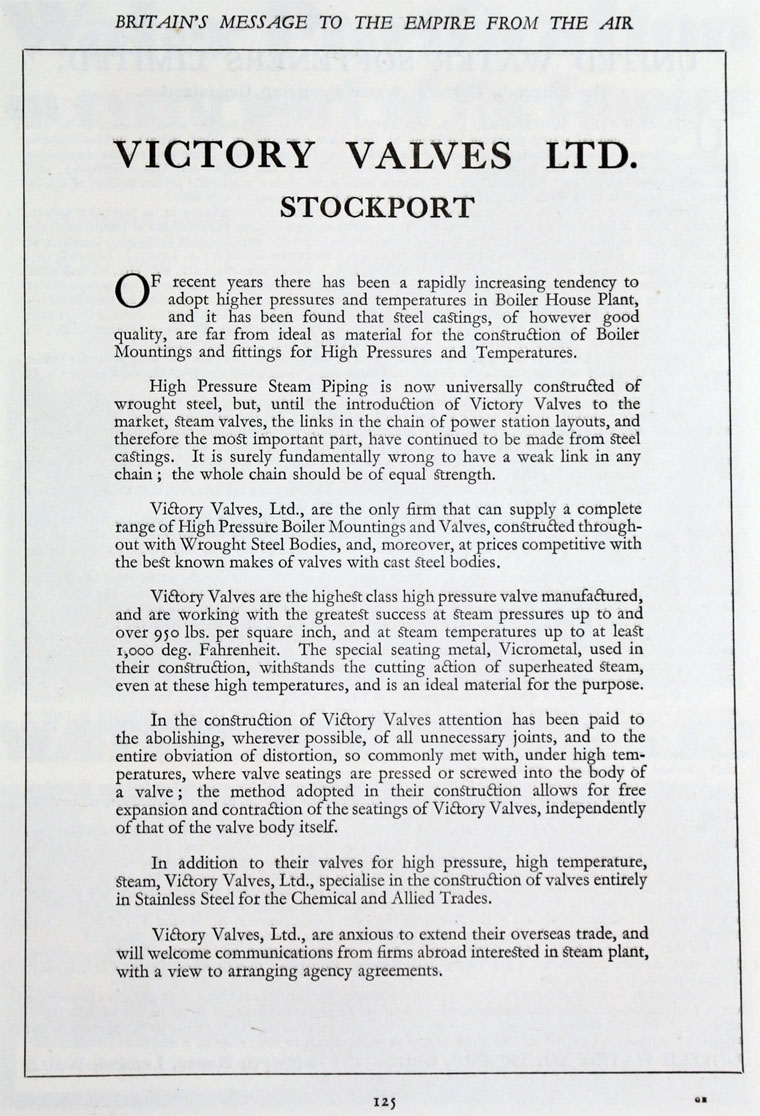 BRITAIN'S MESSAGE TO THE EMPIRE FROM THE AIR
VICTORY VALVES LTD.
STOCKPORT
OF recent years there has been a rapidly increasing tendency to
adopt higher pressures and temperatures in Boiler House Plant,
and it has been found that steel castings, of however good
quality, are far from ideal as material for the construction of Boiler
Mountings and fittings for High Pressures and Temperatures.
High Pressure Steam Piping is now universally constructed of
wrought steel, but, until the introduction of Victory Valves to the
market, steam valves, the links in the chain of power station layouts, and
therefore the most important part, have continued to be made from steel
castings. It is surely fundamentally wrong to have a weak link in any
chain ; the whole chain should be of equal strength.
Victory Valves, Ltd., are the only firm that can supply a complete
range of High Pressure Boiler Mountings and Valves, constructed through-
out with Wrought Steel Bodies, and, moreover, at prices competitive with
the best known makes of valves with cast steel bodies.
Victory Valves are the highest class high pressure valve manufactured,
and are working with the greatest success at steam pressures up to and
over 950 lbs. per square inch, and at steam temperatures up to at least
1,000 deg. Fahrenheit. The special seating metal, Vicrometal, used in
their construction, withstands the cutting action of superheated steam,
even at these high temperatures, and is an ideal material for the purpose.
In the construction of Victory Valves attention has been paid to
the abolishing, wherever possible, of all unnecessary joints, and to the
entire obviation of distortion, so commonly met with, under high tem-
peratures, where valve seatings are pressed or screwed into the body of
a valve ; the method adopted in their construction allows for free
expansion and contraction of the seatings of Victory Valves, independently
of that of the valve body itself.
In addition to their valves for high pressure, high temperature,
steam, Victory Valves, Ltd., specialise in the construction of valves entirely
in Stainless Steel for the Chemical and Allied Trades.
Victory Valves, Ltd., are anxious to extend their overseas trade, and
will welcome communications from firms abroad interested in steam plant,
with a view to arranging agency agreements.
125